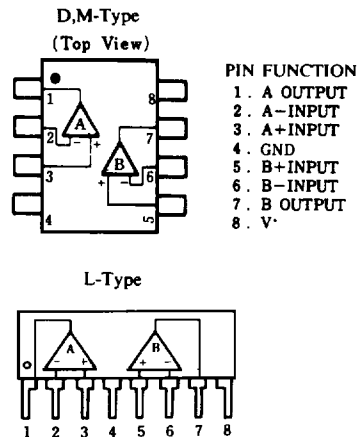 D,M-Type
(Top View)
1
2
3
4
8
7
6
5
A
- +
B
+ -
PIN FUNCTION
1. A OUTPUT
2. A-INPUT
3. A+INPUT
4. GND
5. B+INPUT
6. B-INPUT
7. B OUTPUT
8. V⁺
L-Type
A
- +
B
+ -
1 2 3 4 5 6 7 8